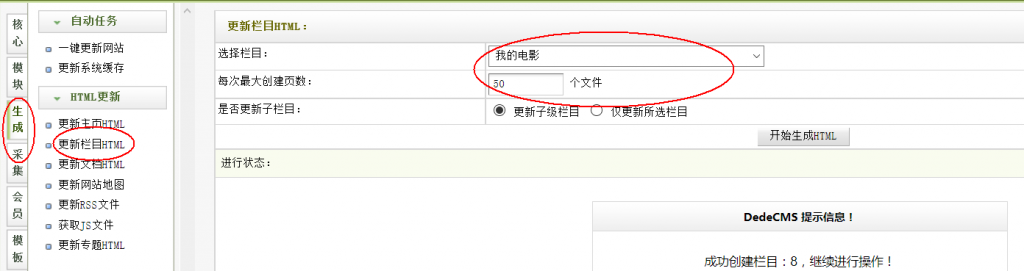 核心
模块
生成
采集
会员
模板
自动任务
一键更新网站
更新系统缓存
HTML更新
更新主页HTML
更新栏目HTML
更新文档HTML
更新网站地图
更新RSS文件
获取JS文件
更新专题HTML
更新栏目HTML：
选择栏目： 我的电影
每次最大创建页数： 50 个文件
是否更新子栏目： 更新子级栏目 仅更新所选栏目
开始生成HTML
进行状态：
DedeCMS 提示信息！
成功创建栏目：8，继续进行操作！